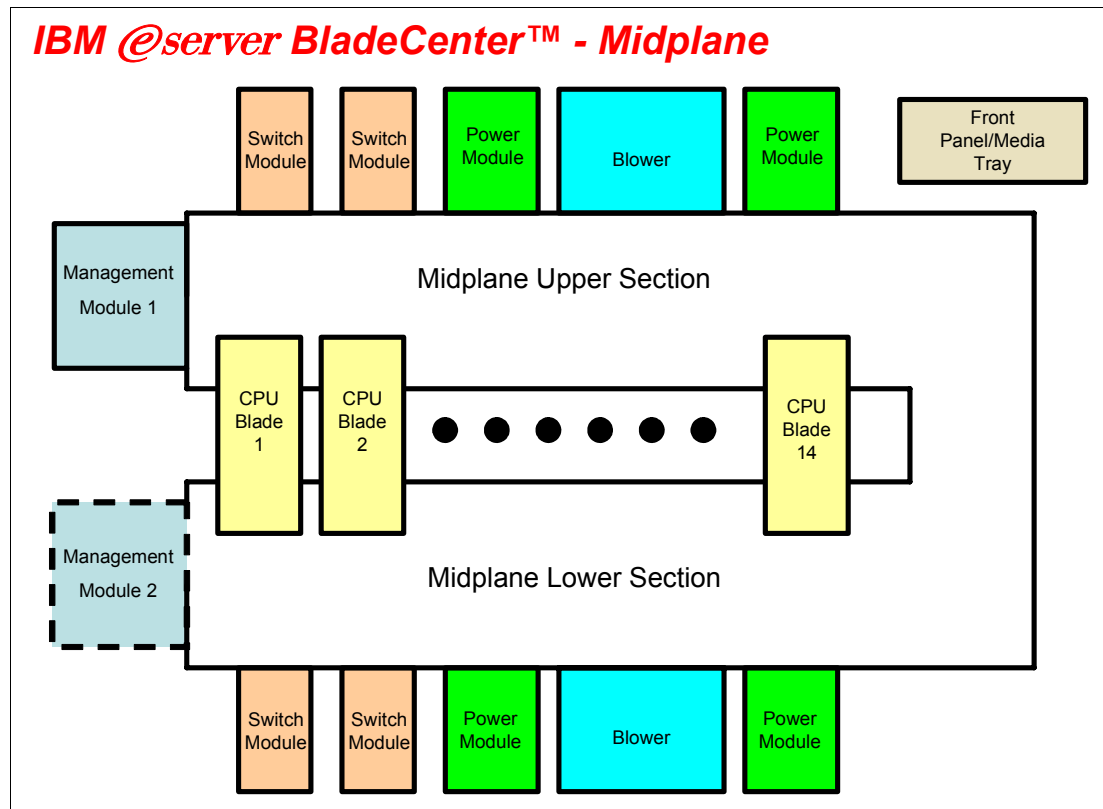 IBM @server BladeCenter™ - Midplane
Switch
Module
Switch
Module
Power
Module
Blower
Power
Module
Front
Panel/Media
Tray
Management
Module 1
Midplane Upper Section
CPU
Blade
1
CPU
Blade
2
CPU
Blade
14
Management
Module 2
Midplane Lower Section
Switch
Module
Switch
Module
Power
Module
Blower
Power
Module